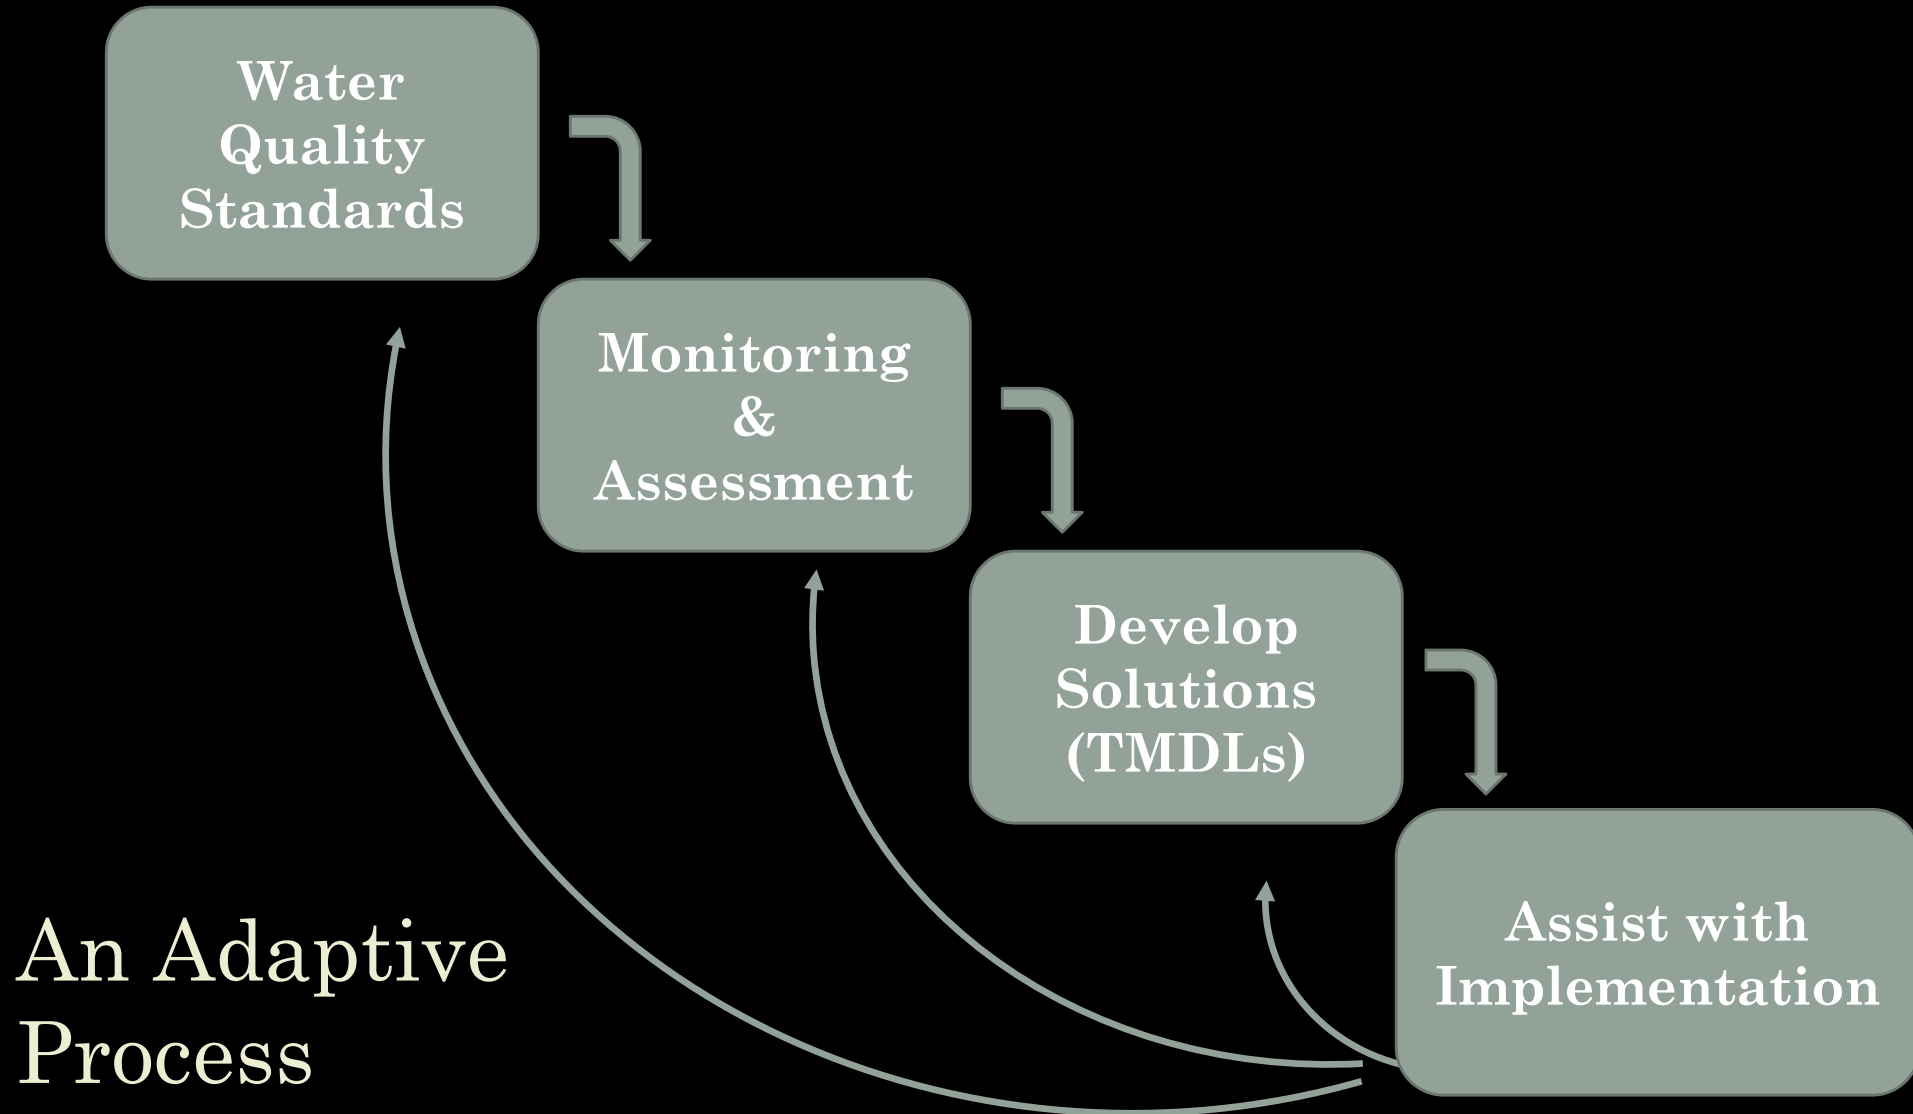 Water
Quality
Standards
Monitoring
&
Assessment
Develop
Solutions
(TMDLs)
Assist with
Implementation
An Adaptive
Process